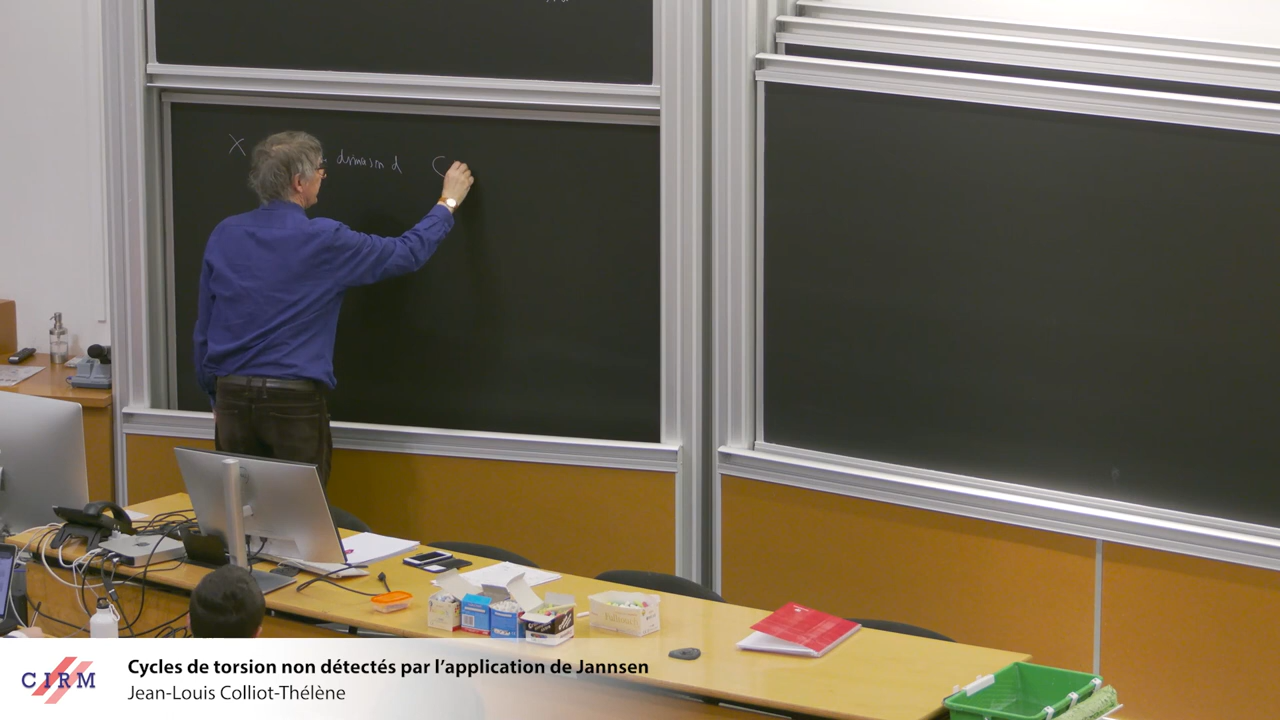 X dimension d C
CIRM
Cycles de torsion non détectés par l'application de Jannsen
Jean-Louis Colliot-Thélène